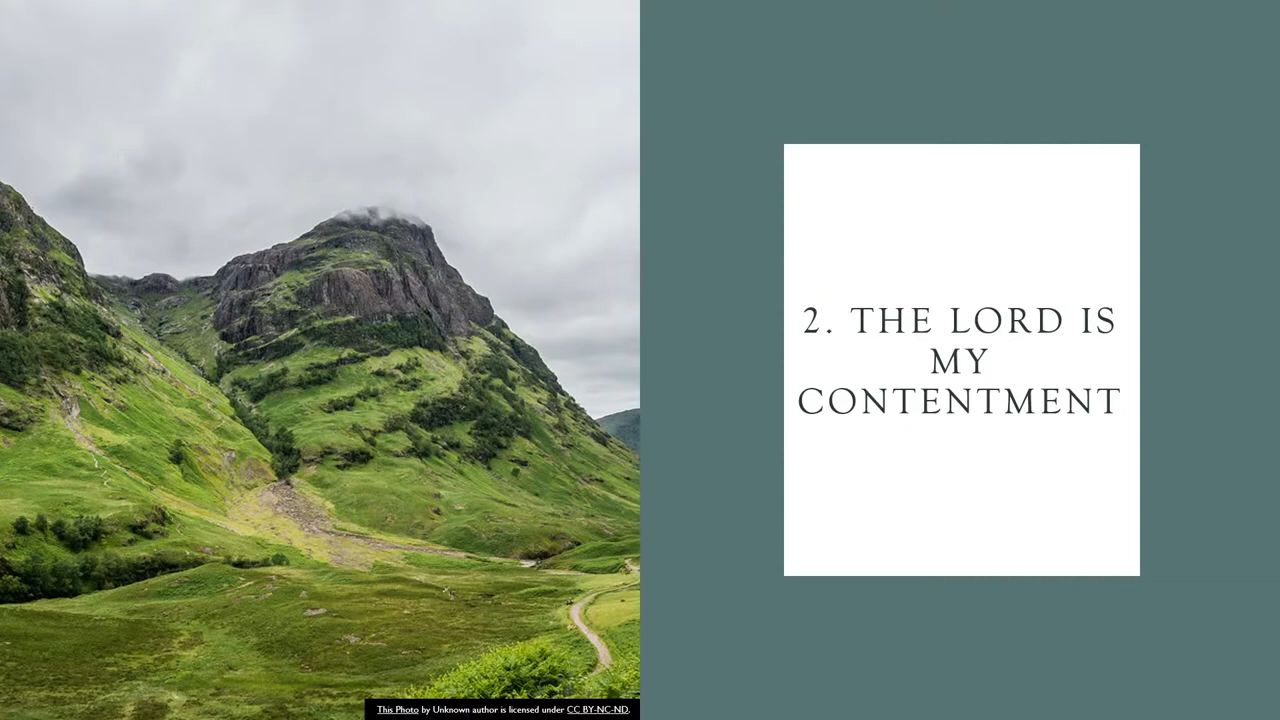 2. THE LORD IS
MY
CONTENTMENT
This Photo by Unknown author is licensed under CC BY-NC-ND.